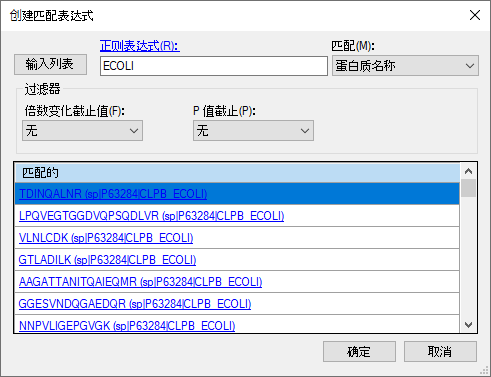 创建匹配表达式
输入列表
正则表达式(R):
匹配(M):
ECOLI
蛋白质名称
过滤器
倍数变化截止值(F):
P 值截止(P):
无
无
匹配的
TDINQALNR (sp|P63284|CLPB_ECOLI)
LPQVEGTGGDVQPSQDLVR (sp|P63284|CLPB_ECOLI)
VLNLCDK (sp|P63284|CLPB_ECOLI)
GTLADILK (sp|P63284|CLPB_ECOLI)
AAGATTANITQAIEQMR (sp|P63284|CLPB_ECOLI)
GGESVNDQGAEDQR (sp|P63284|CLPB_ECOLI)
NNPVLIGEPGVGK (sp|P63284|CLPB_ECOLI)
确定
取消